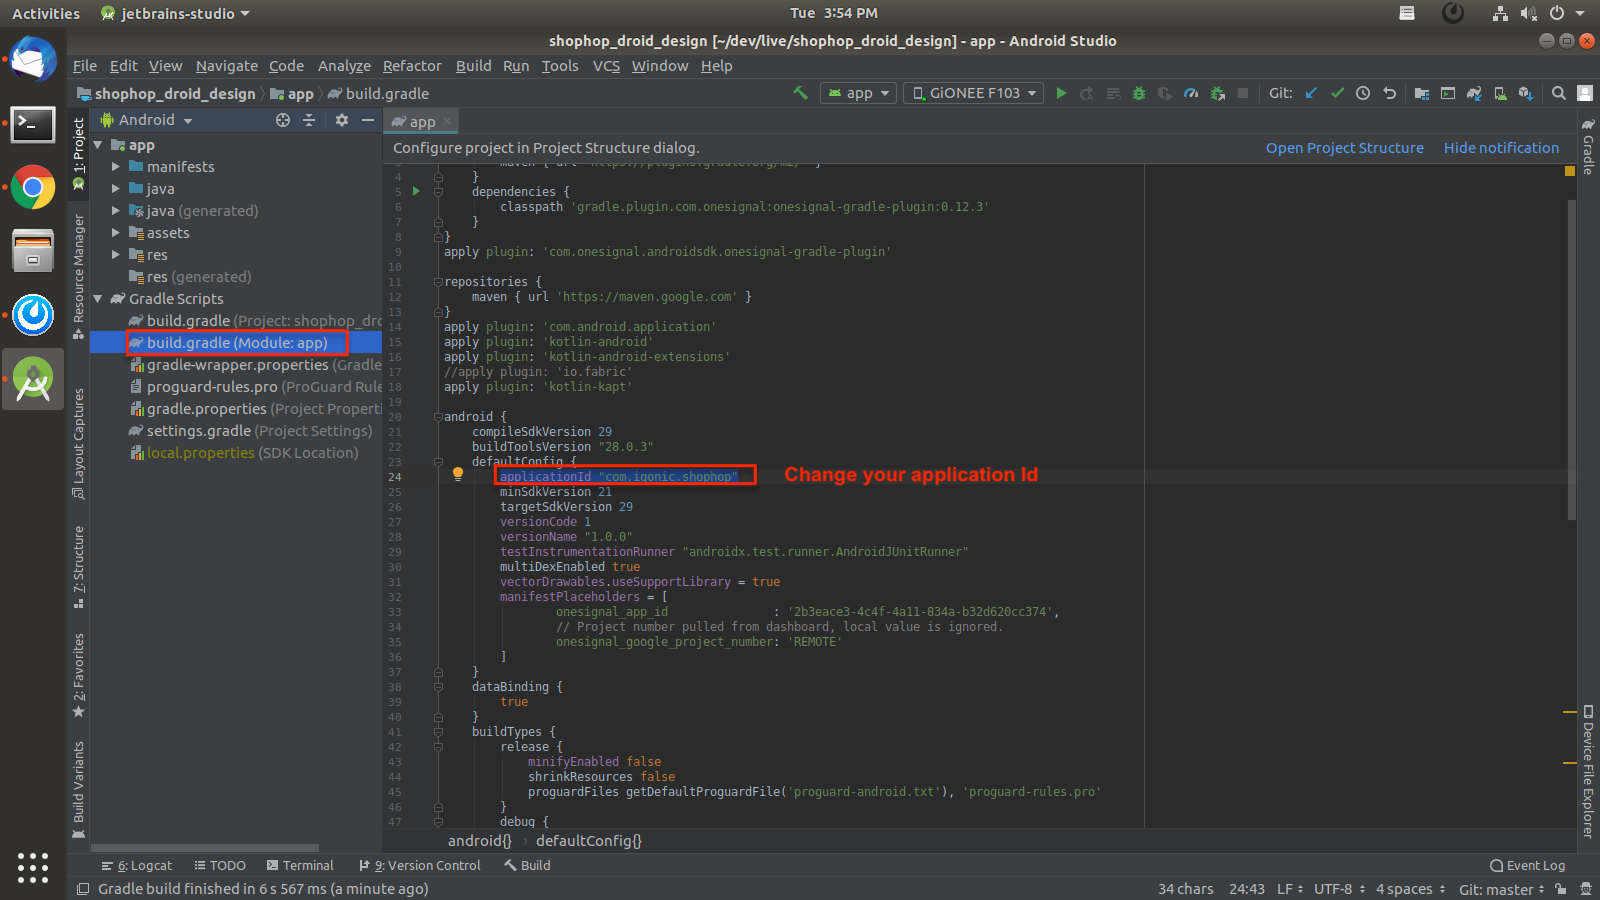 Activities jetbrains-studio Tue 3:54 PM
shophop_droid_design [~/dev/live/shophop_droid_design] - app - Android Studio
File Edit View Navigate Code Analyze Refactor Build Run Tools VCS Window Help
shophop_droid_design app build.gradle app GiONEE F103 Git:
Android
app
Configure project in Project Structure dialog. Open Project Structure Hide notification
1: Project
Resource Manager
Layout Captures
7: Structure
2: Favorites
Build Variants
app
manifests
java
java (generated)
assets
res
res (generated)
Gradle Scripts
build.gradle (Project: shophop_dro
build.gradle (Module: app)
gradle-wrapper.properties (Gradle
proguard-rules.pro (ProGuard Rule
gradle.properties (Project Properti
settings.gradle (Project Settings)
local.properties (SDK Location)
4 }
5 dependencies {
6 classpath 'gradle.plugin.com.onesignal:onesignal-gradle-plugin:0.12.3'
7 }
8 }
9 apply plugin: 'com.onesignal.androidsdk.onesignal-gradle-plugin'
10
11 repositories {
12 maven { url 'https://maven.google.com' }
13 }
14 apply plugin: 'com.android.application'
15 apply plugin: 'kotlin-android'
16 apply plugin: 'kotlin-android-extensions'
17 //apply plugin: 'io.fabric'
18 apply plugin: 'kotlin-kapt'
19
20 android {
21 compileSdkVersion 29
22 buildToolsVersion "28.0.3"
23 defaultConfig {
24 applicationId "com.iqonic.shophop" Change your application Id
25 minSdkVersion 21
26 targetSdkVersion 29
27 versionCode 1
28 versionName "1.0.0"
29 testInstrumentationRunner "androidx.test.runner.AndroidJUnitRunner"
30 multiDexEnabled true
31 vectorDrawables.useSupportLibrary = true
32 manifestPlaceholders = [
33 onesignal_app_id : '2b3eace3-4c4f-4a11-834a-b32d620cc374',
34 // Project number pulled from dashboard, local value is ignored.
35 onesignal_google_project_number: 'REMOTE'
36 ]
37 }
38 dataBinding {
39 true
40 }
41 buildTypes {
42 release {
43 minifyEnabled false
44 shrinkResources false
45 proguardFiles getDefaultProguardFile('proguard-android.txt'), 'proguard-rules.pro'
46 }
47 debug {
android{} › defaultConfig{}
Gradle
Device File Explorer
6: Logcat TODO Terminal 9: Version Control Build Event Log
Gradle build finished in 6 s 567 ms (a minute ago) 34 chars 24:43 LF UTF-8 4 spaces Git: master